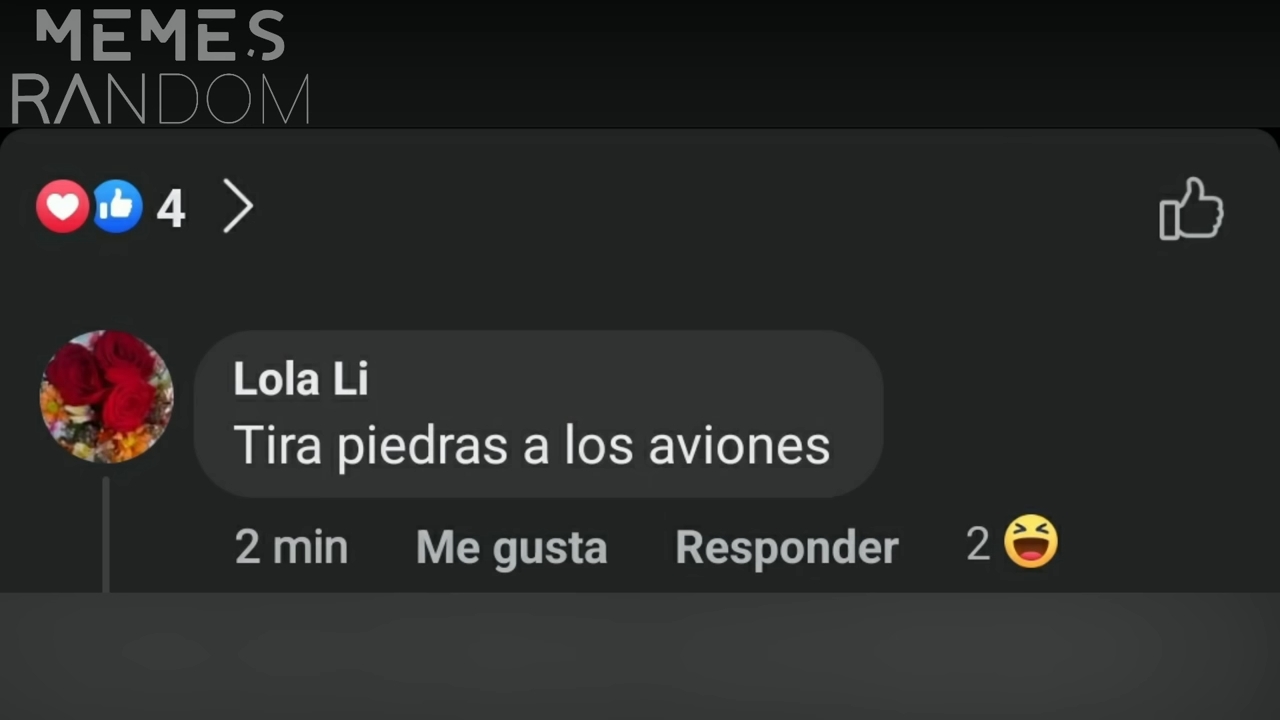 MEMES
RANDOM
4
Lola Li
Tira piedras a los aviones
2 min Me gusta Responder 2